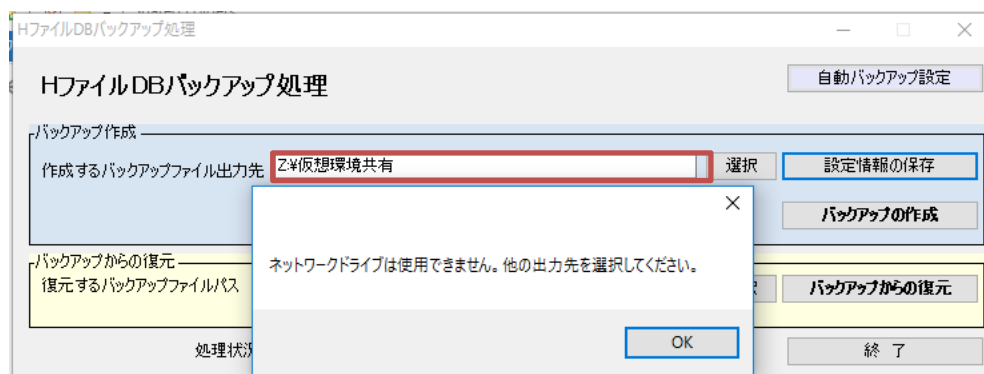 HファイルDBバックアップ処理
HファイルDBバックアップ処理
自動バックアップ設定
バックアップ作成
作成するバックアップファイル出力先
Z:¥仮想環境共有
選択
設定情報の保存
バックアップの作成
ネットワークドライブは使用できません。他の出力先を選択してください。
OK
バックアップからの復元
復元するバックアップファイルパス
バックアップからの復元
処理状況
終 了